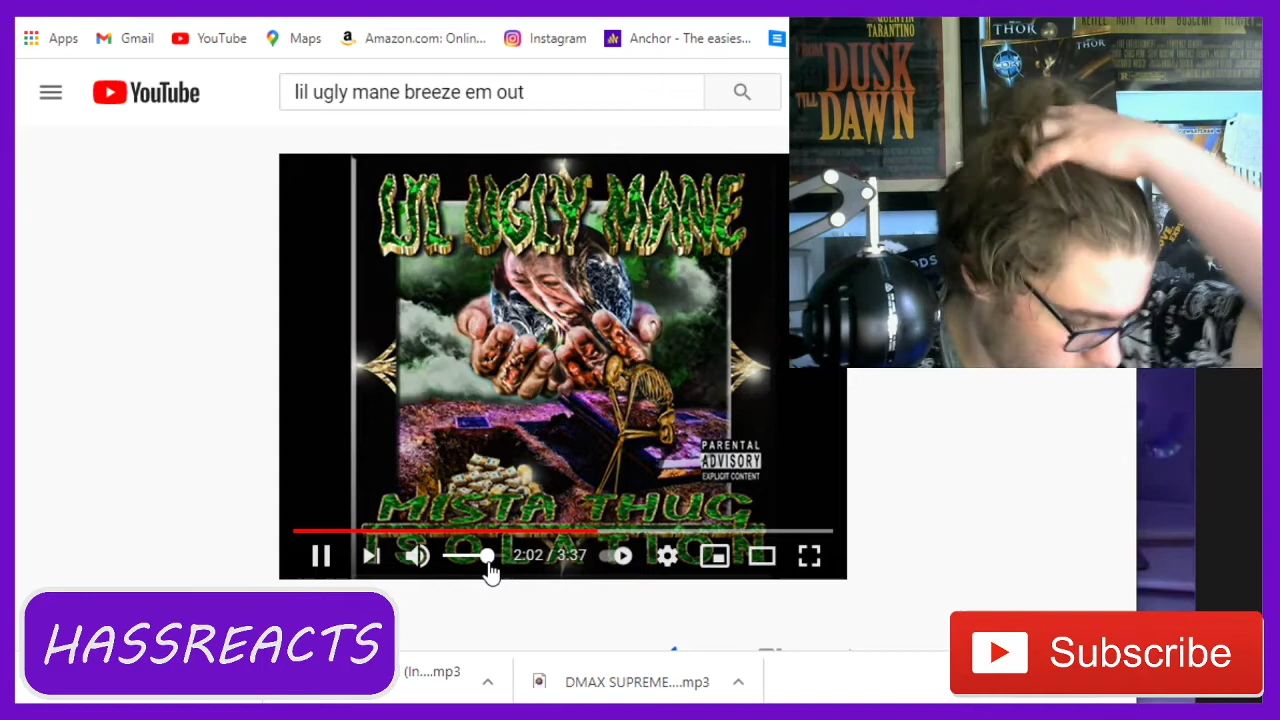 Apps Gmail YouTube Maps Amazon.com: Onlin... Instagram Anchor - The easies...
YouTube
lil ugly mane breeze em out
QUENTIN
TARANTINO
FROM
DUSK
TILL
DAWN
THOR
THOR
LIL UGLY MANE
PARENTAL
ADVISORY
EXPLICIT CONTENT
MISTA THUG
ISOLATION
2:02 / 3:37
HASSREACTS
Subscribe
(In....mp3
DMAX SUPREME....mp3